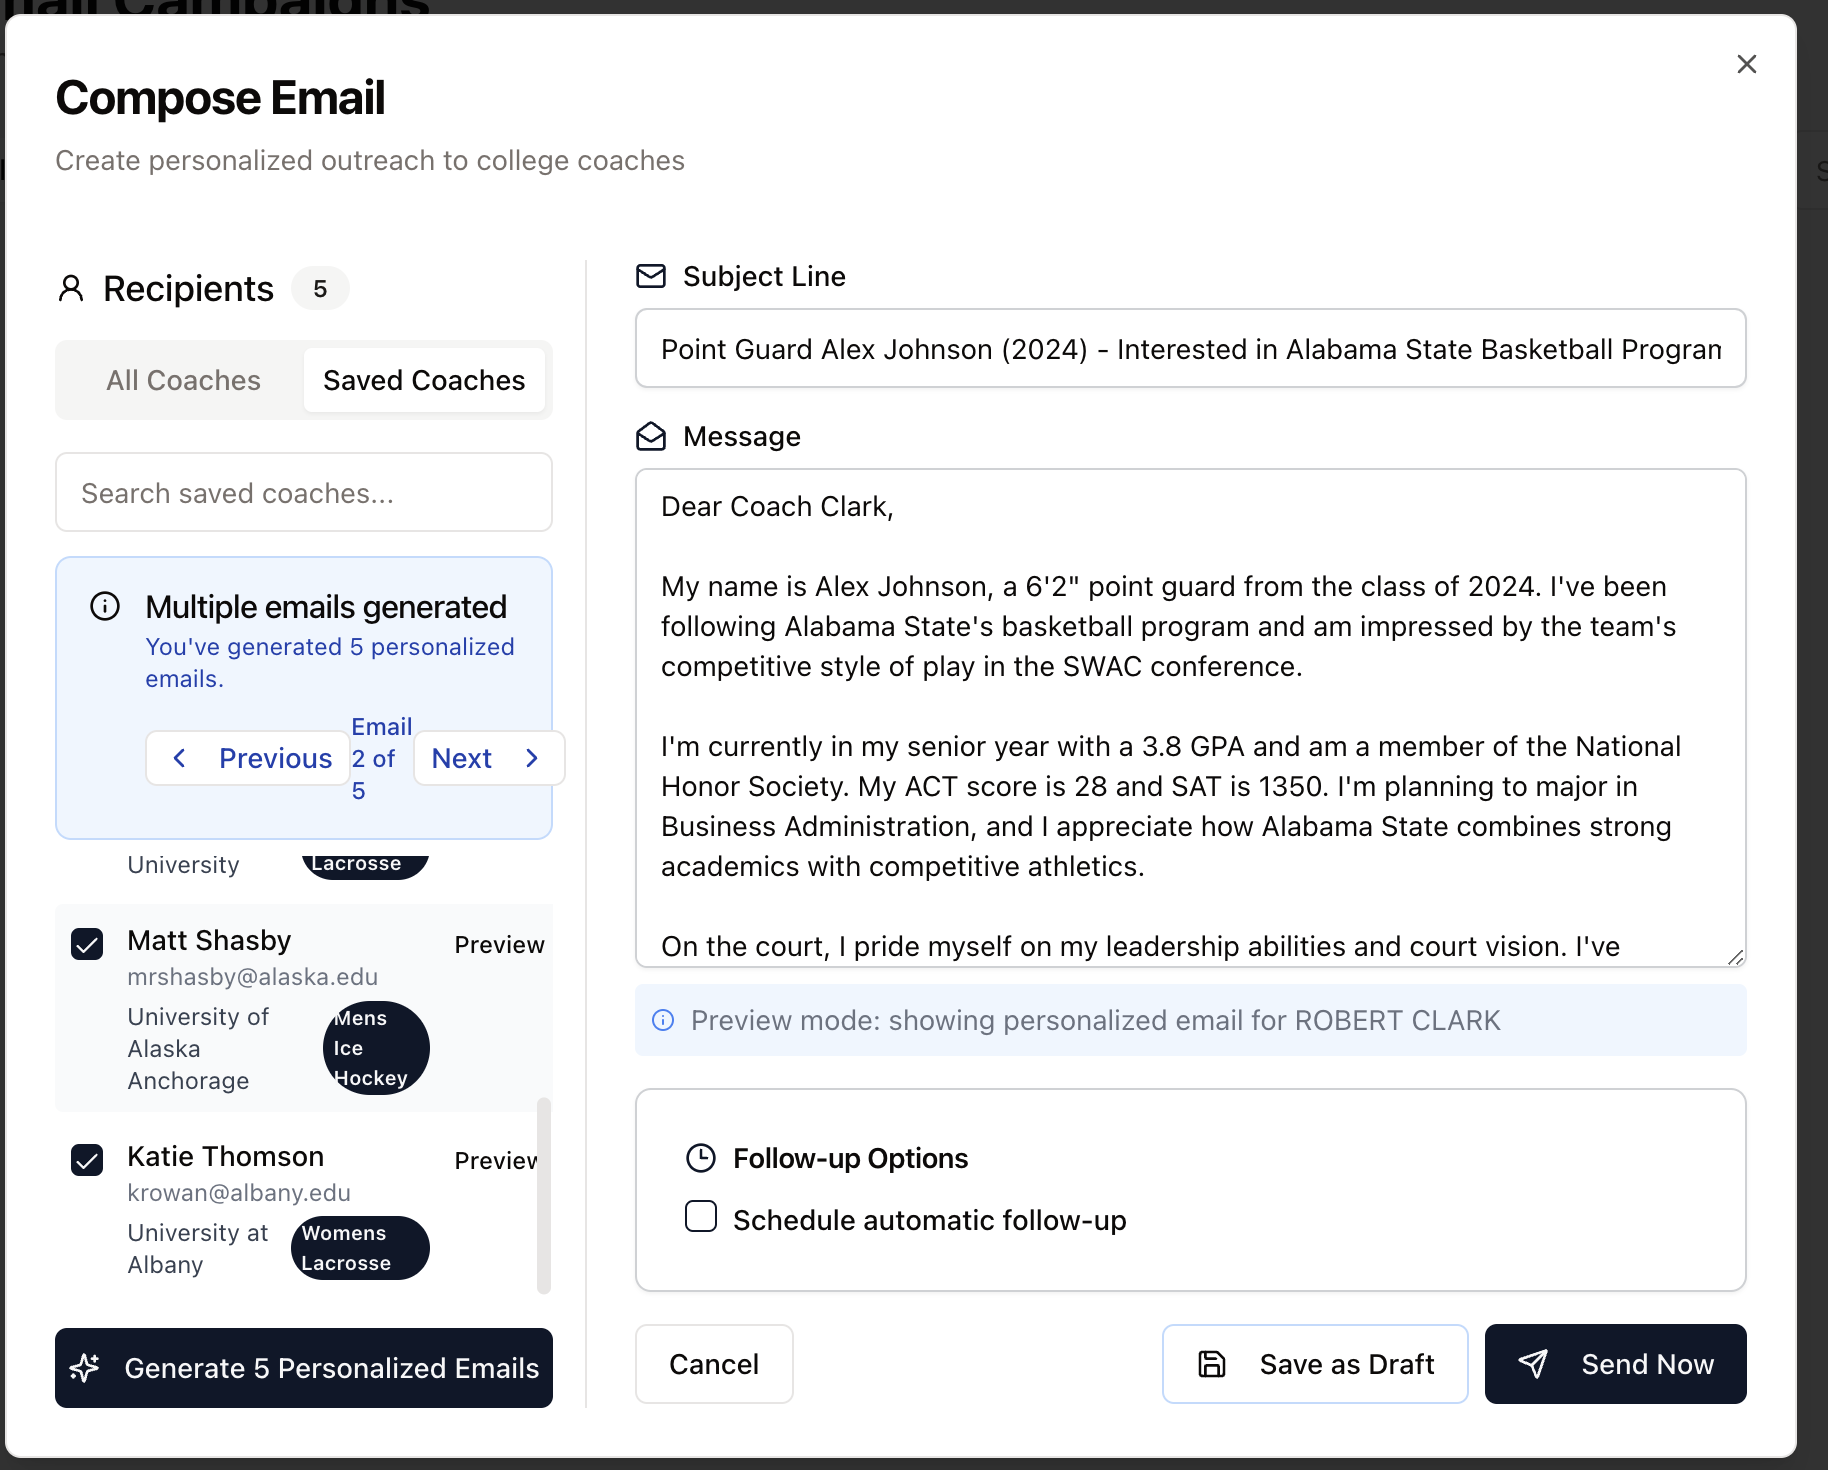 Compose Email
Create personalized outreach to college coaches
Recipients 5
All Coaches
Saved Coaches
Search saved coaches...
Multiple emails generated
You've generated 5 personalized
emails.
Previous
Email
2 of
5
Next
University
Lacrosse
Matt Shasby
Preview
mrshasby@alaska.edu
University of
Alaska
Anchorage
Mens
Ice
Hockey
Katie Thomson
Preview
krowan@albany.edu
University at
Albany
Womens
Lacrosse
Generate 5 Personalized Emails
Subject Line
Point Guard Alex Johnson (2024) - Interested in Alabama State Basketball Program
Message
Dear Coach Clark,
My name is Alex Johnson, a 6'2" point guard from the class of 2024. I've been
following Alabama State's basketball program and am impressed by the team's
competitive style of play in the SWAC conference.
I'm currently in my senior year with a 3.8 GPA and am a member of the National
Honor Society. My ACT score is 28 and SAT is 1350. I'm planning to major in
Business Administration, and I appreciate how Alabama State combines strong
academics with competitive athletics.
On the court, I pride myself on my leadership abilities and court vision. I've
Preview mode: showing personalized email for ROBERT CLARK
Follow-up Options
Schedule automatic follow-up
Cancel
Save as Draft
Send Now